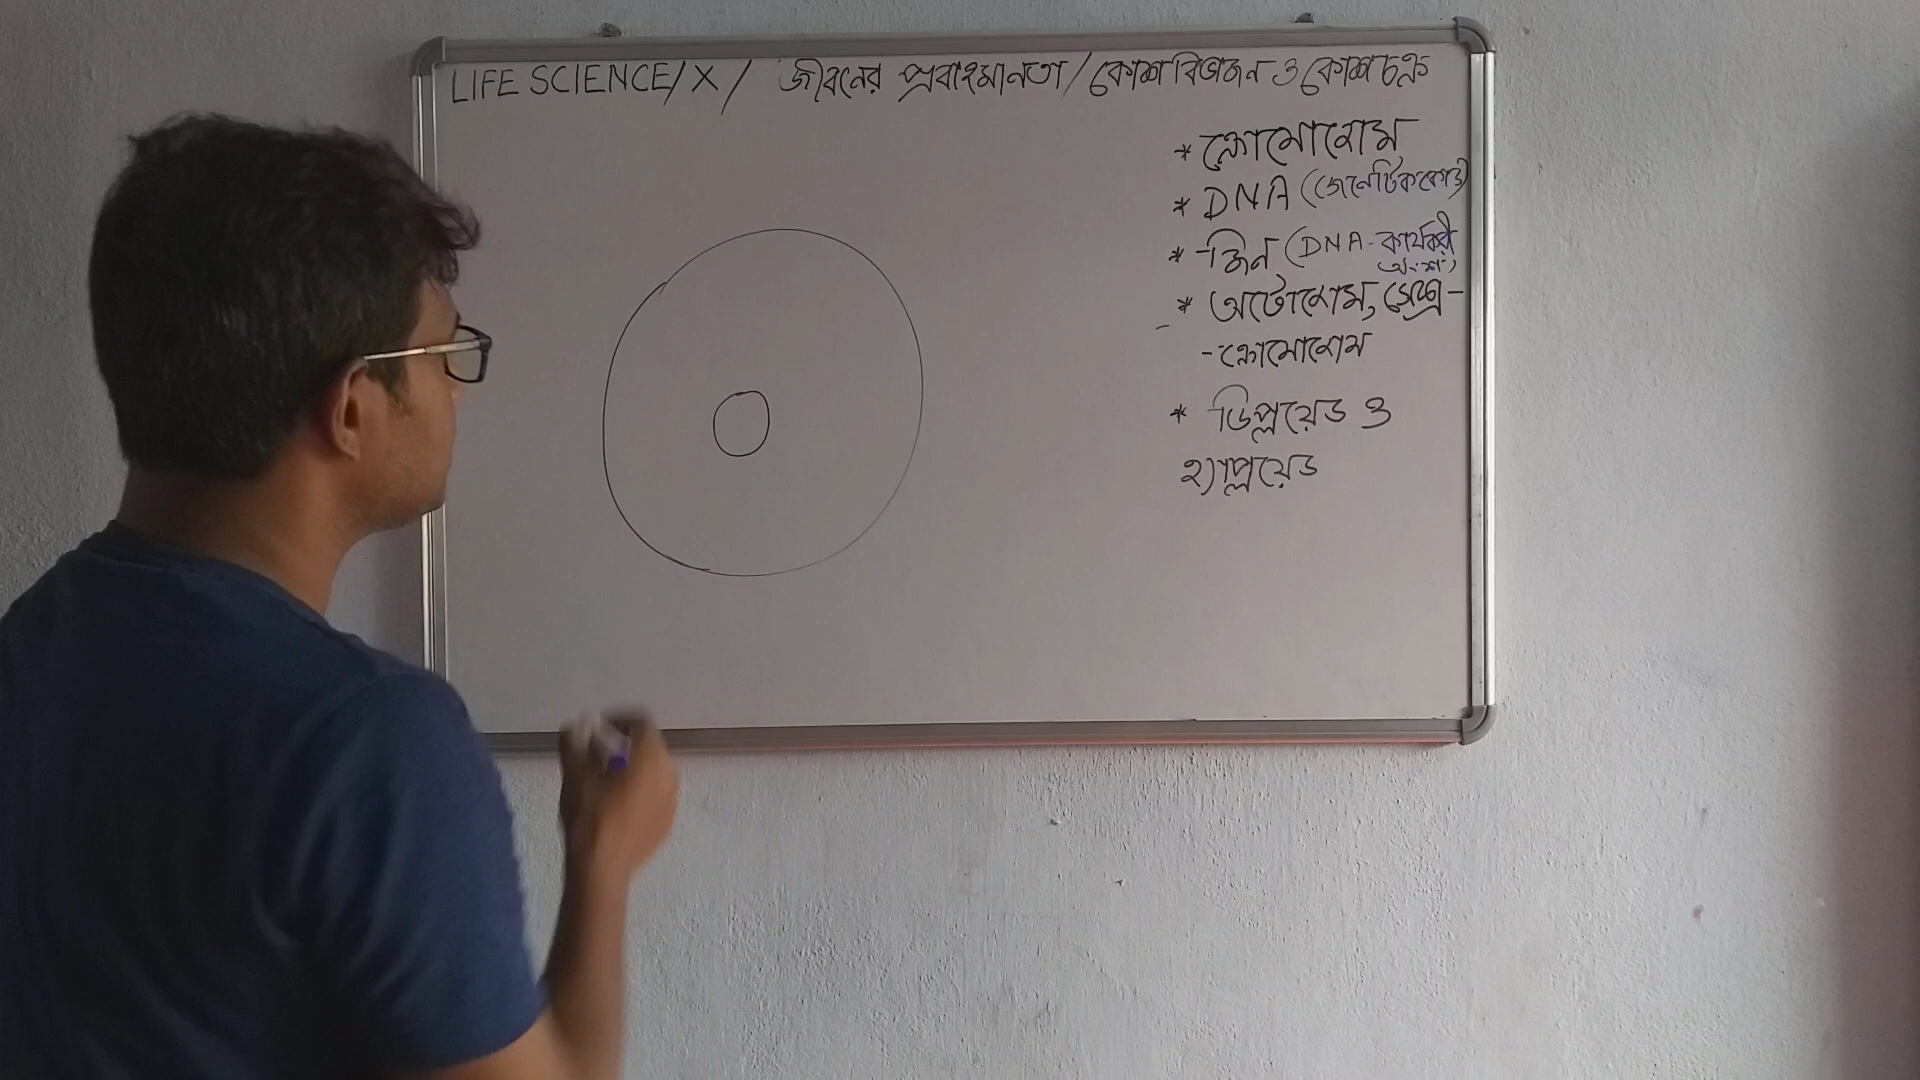 LIFE SCIENCE/X/ জীবনের প্রবাহমানতা/কোশ বিভাজন ও কোশ চক্র
* ক্রোমোজোম
* DNA (জেনেটিক কোড)
* জিন (DNA-কার্যকরী
অংশ)
* অটোজোম, সেক্স-
-ক্রোমোজোম
* ডিপ্লয়েড ও
হ্যাপ্লয়েড